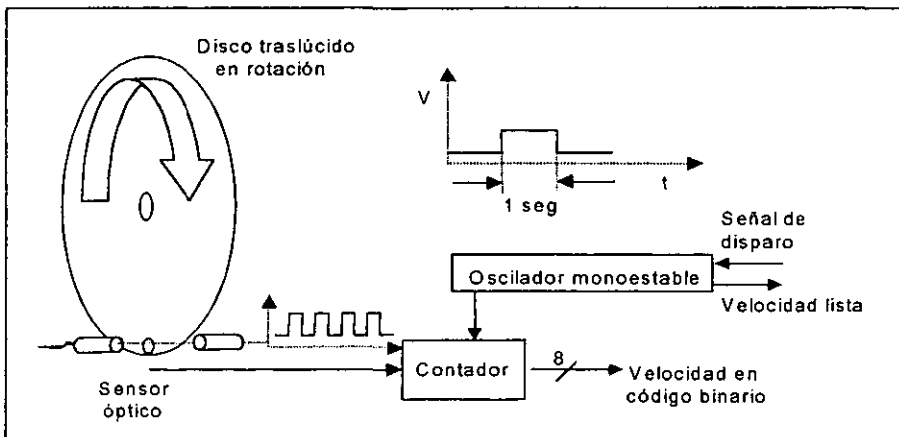 Disco traslúcido
en rotación
V
t
1 seg
Señal de
disparo
Oscilador monoestable
Velocidad lista
Contador
8
Velocidad en
código binario
Sensor
óptico